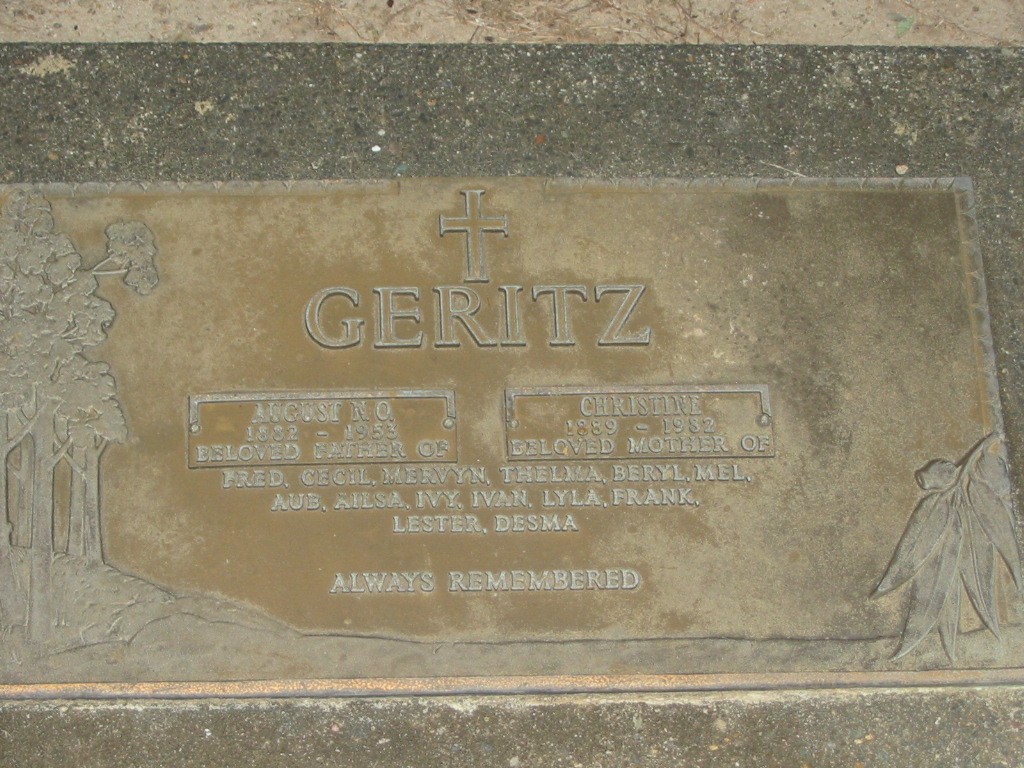 GERITZ
AUGUST N.O.
1882 - 1953
BELOVED FATHER OF
CHRISTINE
1889 - 1982
BELOVED MOTHER OF
FRED, CECIL, MERVYN, THELMA, BERYL, MEL,
AUB, AILSA, IVY, IVAN, LYLA, FRANK,
LESTER, DESMA
ALWAYS REMEMBERED